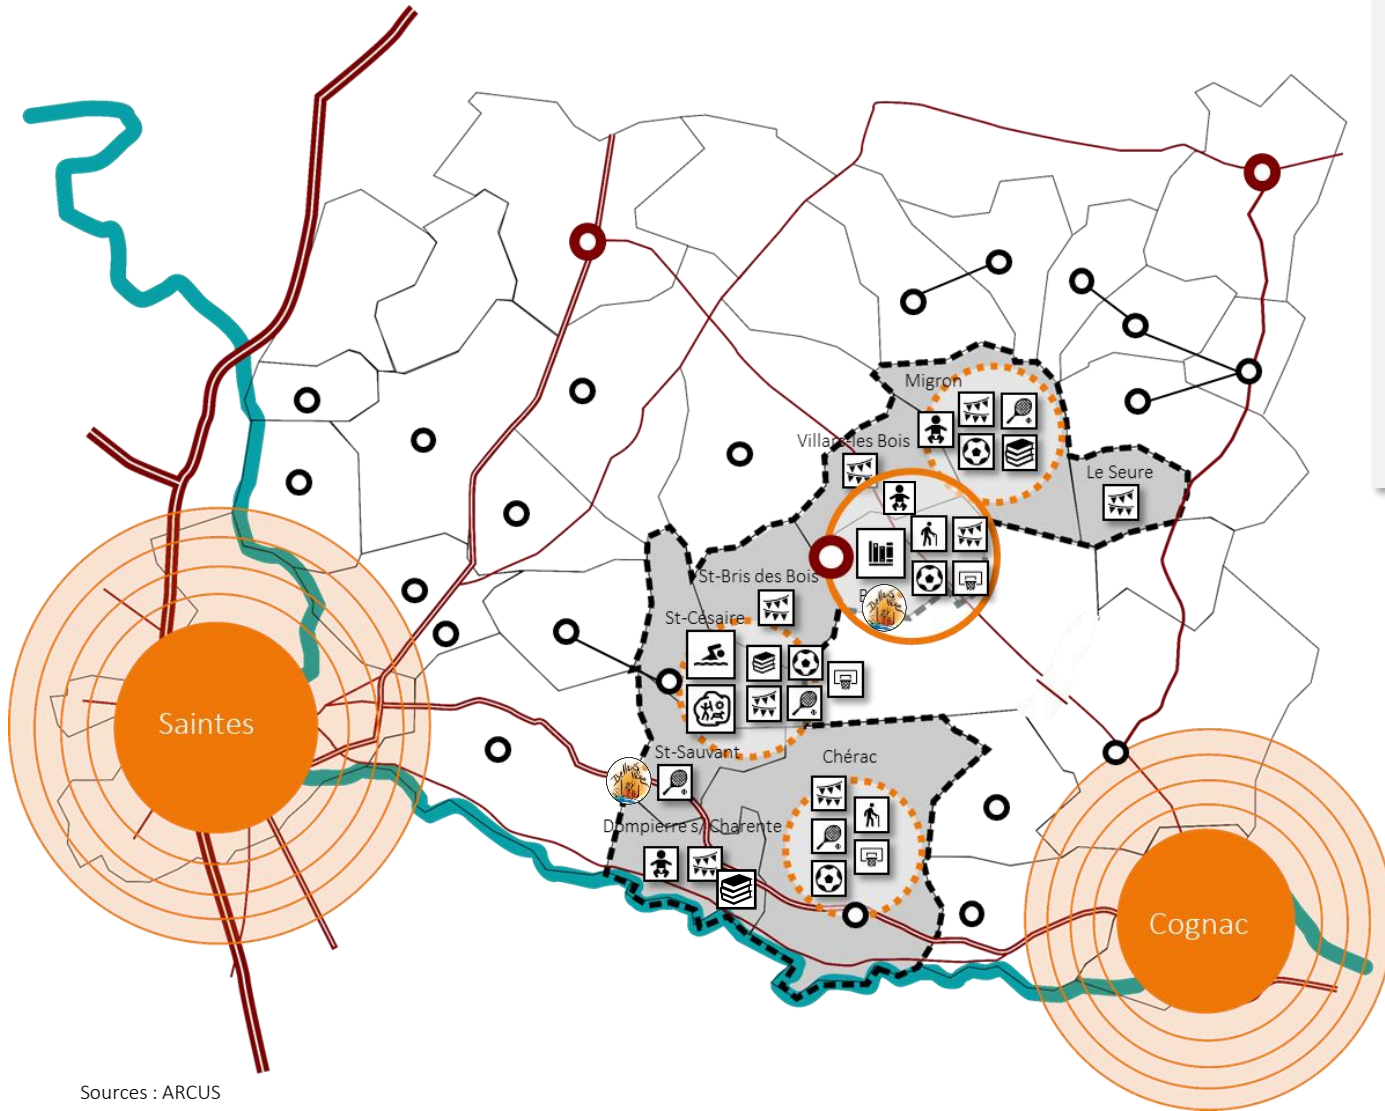 Migron
Villars-les Bois
Le Seure
St-Bris des Bois
B
St-Césaire
Saintes
St-Sauvant
Chérac
Dompierre s/ Charente
Cognac
Sources : ARCUS